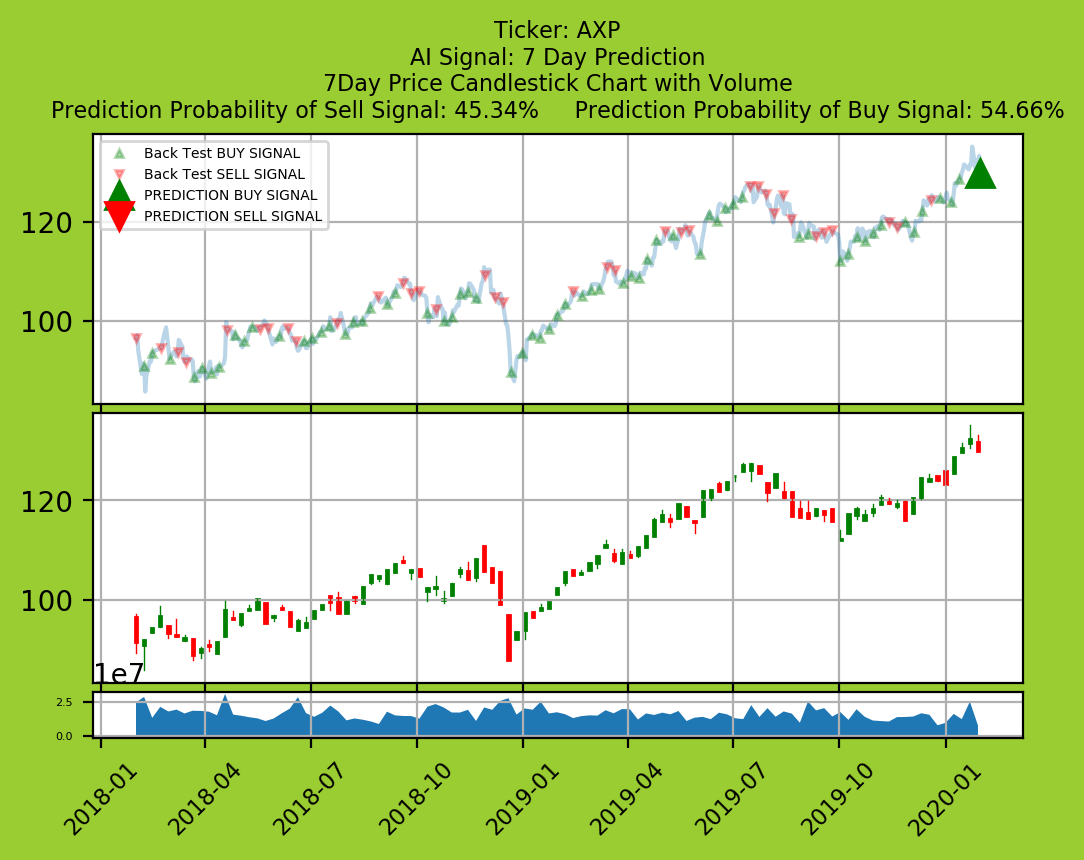 Ticker: AXP
AI Signal: 7 Day Prediction
7Day Price Candlestick Chart with Volume
Prediction Probability of Sell Signal: 45.34%     Prediction Probability of Buy Signal: 54.66%
Back Test BUY SIGNAL
Back Test SELL SIGNAL
PREDICTION BUY SIGNAL
PREDICTION SELL SIGNAL
120
100
120
100
1e7
2.5
0.0
2018-01 2018-04 2018-07 2018-10 2019-01 2019-04 2019-07 2019-10 2020-01